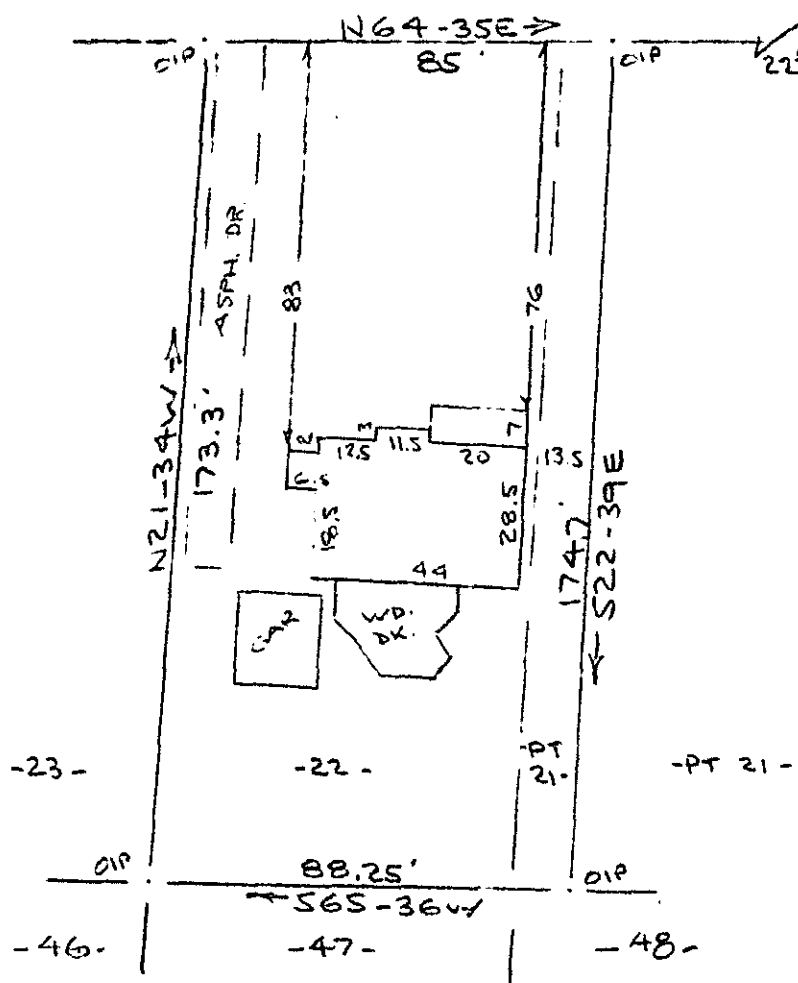 N64-35E →
OIP
85'
OIP
22
ASPH. DR.
83
76
N21-34W →
173.3'
2
3
12.5
11.5
7
20
13.5
6.5
18.5
28.5
44
174.7'
← S22-39E
WD.
DK.
-23-
-22-
-PT
21-
-PT 21-
OIP
88.25'
OIP
← S65-36W
-46-
-47-
-48-